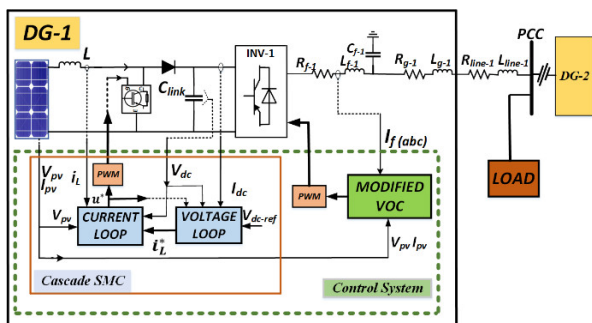 DG-1
L
INV-1
R_f-1
L_f-1
C_f-1
R_g-1
L_g-1
R_line-1
L_line-1
PCC
DG-2
C_link
I_f (abc)
V_pv
I_pv
i_L
PWM
u*
V_dc
I_dc
PWM
MODIFIED
VOC
LOAD
V_pv
CURRENT
LOOP
VOLTAGE
LOOP
V_dc-ref
i_L*
V_pv I_pv
Cascade SMC
Control System